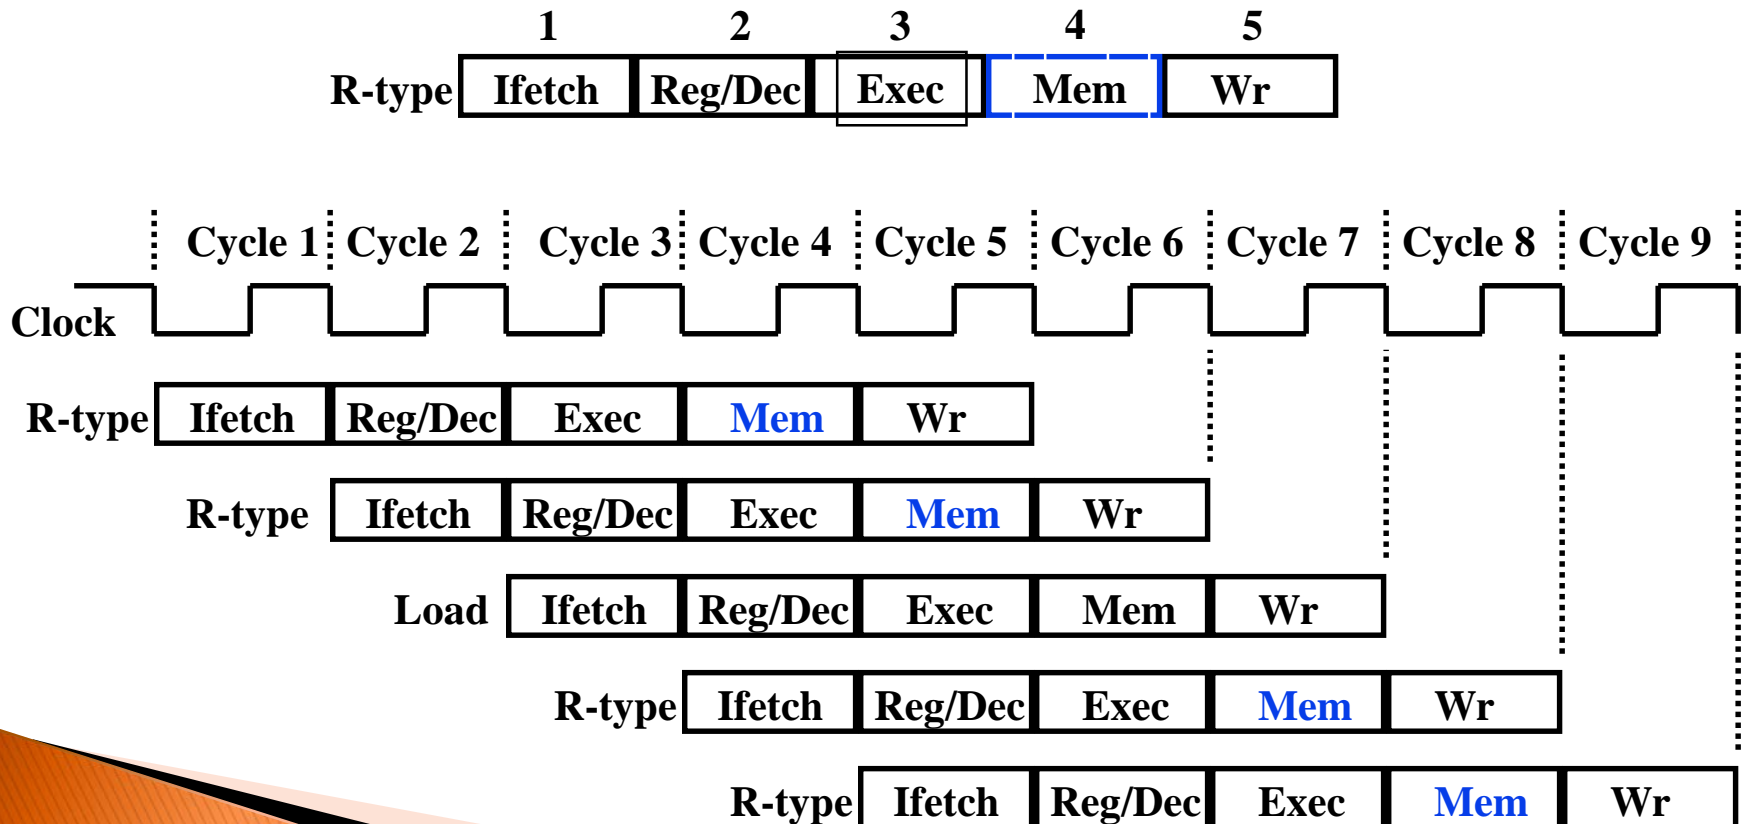 1 2 3 4 5
R-type Ifetch Reg/Dec Exec Mem Wr
Cycle 1 Cycle 2 Cycle 3 Cycle 4 Cycle 5 Cycle 6 Cycle 7 Cycle 8 Cycle 9
Clock
R-type Ifetch Reg/Dec Exec Mem Wr
R-type Ifetch Reg/Dec Exec Mem Wr
Load Ifetch Reg/Dec Exec Mem Wr
R-type Ifetch Reg/Dec Exec Mem Wr
R-type Ifetch Reg/Dec Exec Mem Wr